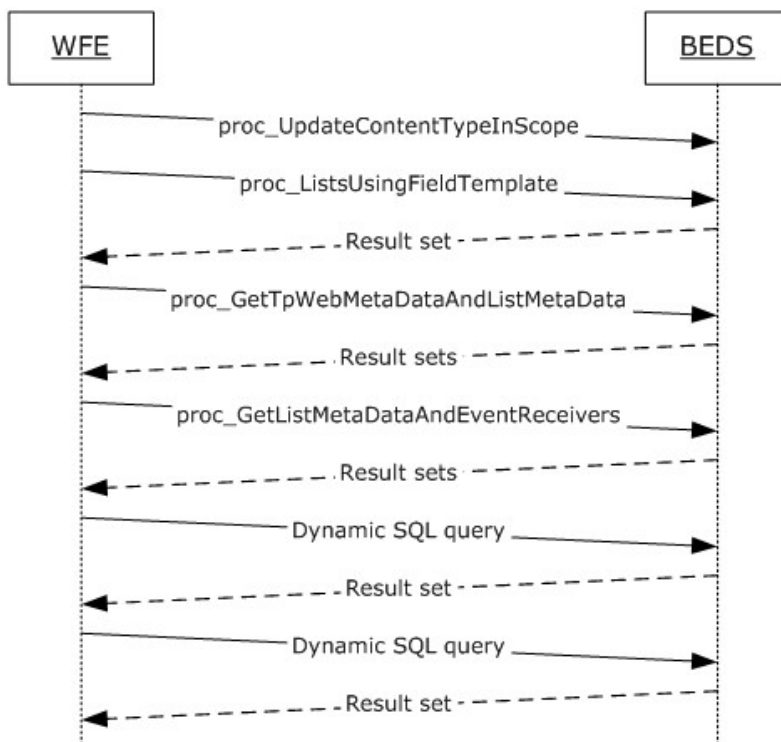 WFE
BEDS
proc_UpdateContentTypeInScope
proc_ListsUsingFieldTemplate
Result set
proc_GetTpWebMetaDataAndListMetaData
Result sets
proc_GetListMetaDataAndEventReceivers
Result sets
Dynamic SQL query
Result set
Dynamic SQL query
Result set